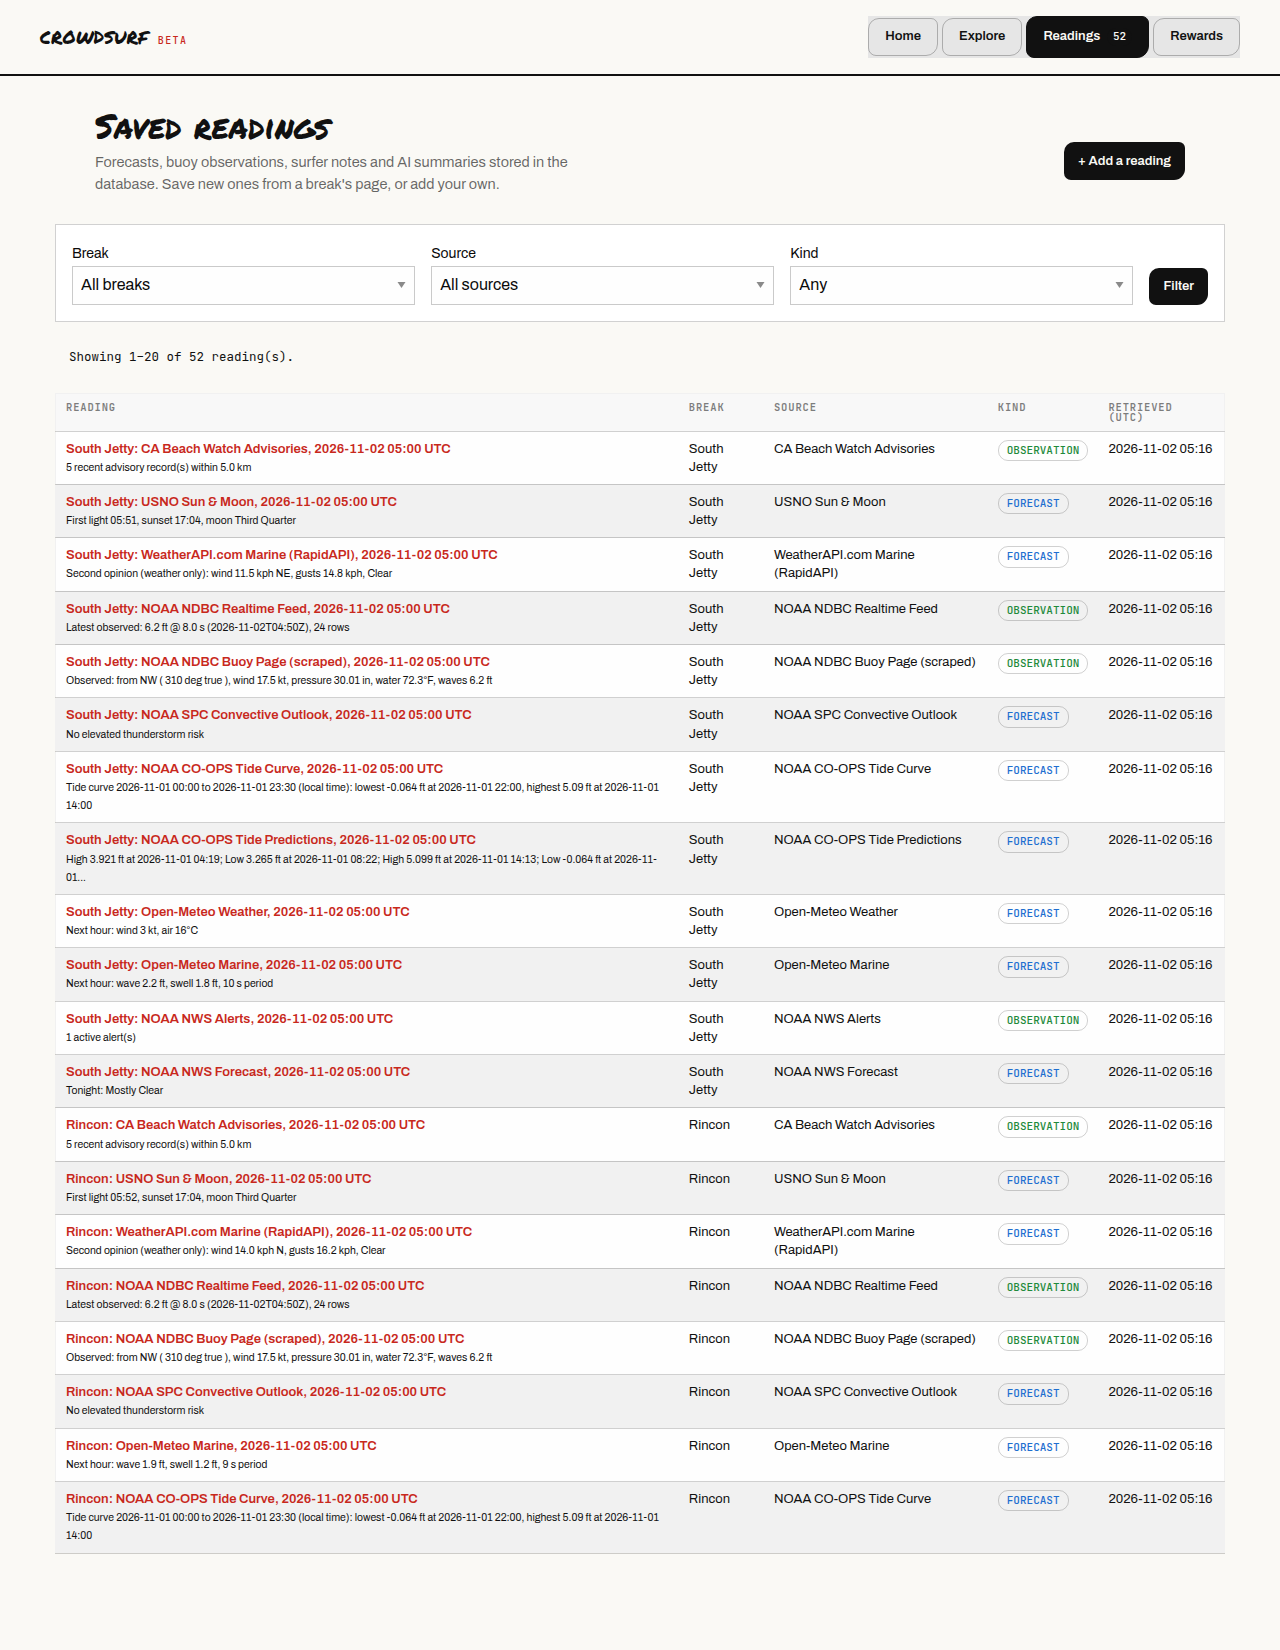 CROWDSURF BETA
Home Explore Readings 52 Rewards
Saved readings
Forecasts, buoy observations, surfer notes and AI summaries stored in the
database. Save new ones from a break's page, or add your own.
+ Add a reading
Break Source Kind
All breaks All sources Any Filter
Showing 1–20 of 52 reading(s).
READING BREAK SOURCE KIND RETRIEVED
(UTC)
South Jetty: CA Beach Watch Advisories, 2026-11-02 05:00 UTC South CA Beach Watch Advisories OBSERVATION 2026-11-02 05:16
5 recent advisory record(s) within 5.0 km Jetty
South Jetty: USNO Sun & Moon, 2026-11-02 05:00 UTC South USNO Sun & Moon FORECAST 2026-11-02 05:16
First light 05:51, sunset 17:04, moon Third Quarter Jetty
South Jetty: WeatherAPI.com Marine (RapidAPI), 2026-11-02 05:00 UTC South WeatherAPI.com Marine FORECAST 2026-11-02 05:16
Second opinion (weather only): wind 11.5 kph NE, gusts 14.8 kph, Clear Jetty (RapidAPI)
South Jetty: NOAA NDBC Realtime Feed, 2026-11-02 05:00 UTC South NOAA NDBC Realtime Feed OBSERVATION 2026-11-02 05:16
Latest observed: 6.2 ft @ 8.0 s (2026-11-02T04:50Z), 24 rows Jetty
South Jetty: NOAA NDBC Buoy Page (scraped), 2026-11-02 05:00 UTC South NOAA NDBC Buoy Page (scraped) OBSERVATION 2026-11-02 05:16
Observed: from NW ( 310 deg true ), wind 17.5 kt, pressure 30.01 in, water 72.3°F, waves 6.2 ft Jetty
South Jetty: NOAA SPC Convective Outlook, 2026-11-02 05:00 UTC South NOAA SPC Convective Outlook FORECAST 2026-11-02 05:16
No elevated thunderstorm risk Jetty
South Jetty: NOAA CO-OPS Tide Curve, 2026-11-02 05:00 UTC South NOAA CO-OPS Tide Curve FORECAST 2026-11-02 05:16
Tide curve 2026-11-01 00:00 to 2026-11-01 23:30 (local time): lowest -0.064 ft at 2026-11-01 22:00, highest 5.09 ft at 2026-11-01 Jetty
14:00
South Jetty: NOAA CO-OPS Tide Predictions, 2026-11-02 05:00 UTC South NOAA CO-OPS Tide Predictions FORECAST 2026-11-02 05:16
High 3.921 ft at 2026-11-01 04:19; Low 3.265 ft at 2026-11-01 08:22; High 5.099 ft at 2026-11-01 14:13; Low -0.064 ft at 2026-11- Jetty
01...
South Jetty: Open-Meteo Weather, 2026-11-02 05:00 UTC South Open-Meteo Weather FORECAST 2026-11-02 05:16
Next hour: wind 3 kt, air 16°C Jetty
South Jetty: Open-Meteo Marine, 2026-11-02 05:00 UTC South Open-Meteo Marine FORECAST 2026-11-02 05:16
Next hour: wave 2.2 ft, swell 1.8 ft, 10 s period Jetty
South Jetty: NOAA NWS Alerts, 2026-11-02 05:00 UTC South NOAA NWS Alerts OBSERVATION 2026-11-02 05:16
1 active alert(s) Jetty
South Jetty: NOAA NWS Forecast, 2026-11-02 05:00 UTC South NOAA NWS Forecast FORECAST 2026-11-02 05:16
Tonight: Mostly Clear Jetty
Rincon: CA Beach Watch Advisories, 2026-11-02 05:00 UTC Rincon CA Beach Watch Advisories OBSERVATION 2026-11-02 05:16
5 recent advisory record(s) within 5.0 km
Rincon: USNO Sun & Moon, 2026-11-02 05:00 UTC Rincon USNO Sun & Moon FORECAST 2026-11-02 05:16
First light 05:52, sunset 17:04, moon Third Quarter
Rincon: WeatherAPI.com Marine (RapidAPI), 2026-11-02 05:00 UTC Rincon WeatherAPI.com Marine FORECAST 2026-11-02 05:16
Second opinion (weather only): wind 14.0 kph N, gusts 16.2 kph, Clear (RapidAPI)
Rincon: NOAA NDBC Realtime Feed, 2026-11-02 05:00 UTC Rincon NOAA NDBC Realtime Feed OBSERVATION 2026-11-02 05:16
Latest observed: 6.2 ft @ 8.0 s (2026-11-02T04:50Z), 24 rows
Rincon: NOAA NDBC Buoy Page (scraped), 2026-11-02 05:00 UTC Rincon NOAA NDBC Buoy Page (scraped) OBSERVATION 2026-11-02 05:16
Observed: from NW ( 310 deg true ), wind 17.5 kt, pressure 30.01 in, water 72.3°F, waves 6.2 ft
Rincon: NOAA SPC Convective Outlook, 2026-11-02 05:00 UTC Rincon NOAA SPC Convective Outlook FORECAST 2026-11-02 05:16
No elevated thunderstorm risk
Rincon: Open-Meteo Marine, 2026-11-02 05:00 UTC Rincon Open-Meteo Marine FORECAST 2026-11-02 05:16
Next hour: wave 1.9 ft, swell 1.2 ft, 9 s period
Rincon: NOAA CO-OPS Tide Curve, 2026-11-02 05:00 UTC Rincon NOAA CO-OPS Tide Curve FORECAST 2026-11-02 05:16
Tide curve 2026-11-01 00:00 to 2026-11-01 23:30 (local time): lowest -0.064 ft at 2026-11-01 22:00, highest 5.09 ft at 2026-11-01
14:00